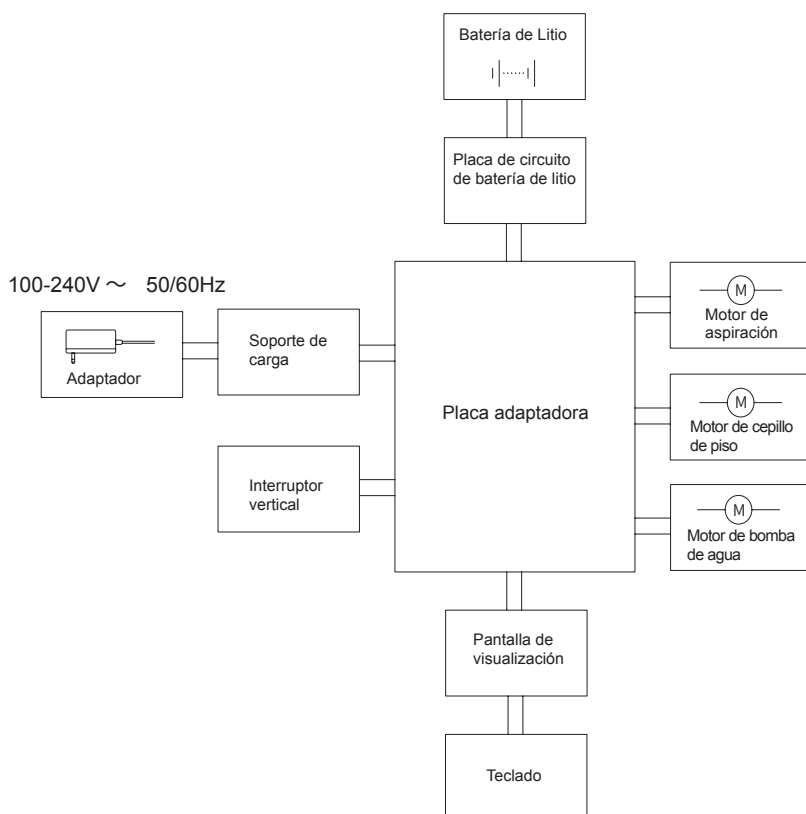 Batería de Litio
Placa de circuito
de batería de litio
100-240V ～ 50/60Hz
Adaptador
Soporte de
carga
Interruptor
vertical
Placa adaptadora
M
Motor de
aspiración
M
Motor de cepillo
de piso
M
Motor de bomba
de agua
Pantalla de
visualización
Teclado